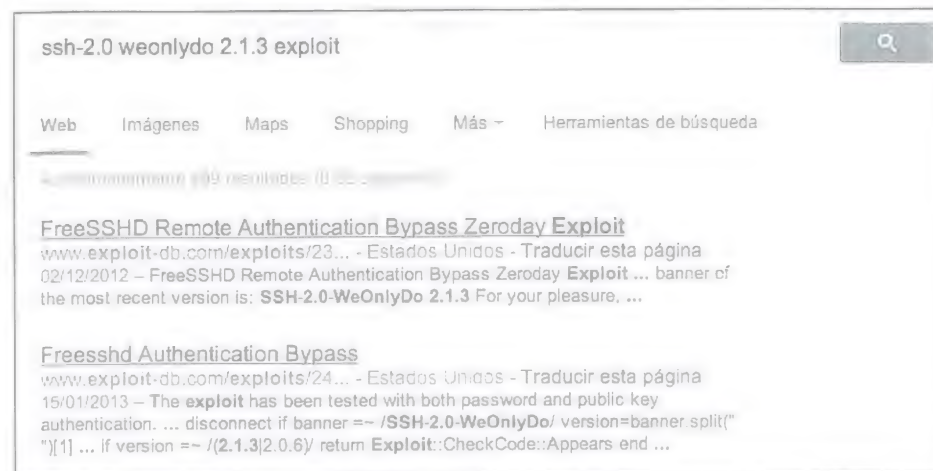 ssh-2.0 weonlydo 2.1.3 exploit
Web Imágenes Maps Shopping Más Herramientas de búsqueda
resultados
FreeSSHD Remote Authentication Bypass Zeroday Exploit
www.exploit-db.com/exploits/23... - Estados Unidos - Traducir esta página
02/12/2012 – FreeSSHD Remote Authentication Bypass Zeroday Exploit ... banner of
the most recent version is: SSH-2.0-WeOnlyDo 2.1.3 For your pleasure, ...
Freesshd Authentication Bypass
www.exploit-db.com/exploits/24... - Estados Unidos - Traducir esta página
15/01/2013 – The exploit has been tested with both password and public key
authentication. ... disconnect if banner =~ /SSH-2.0-WeOnlyDo/ version=banner.split("
")[1] ... if version =~ /(2.1.3|2.0.6)/ return Exploit::CheckCode::Appears end ...